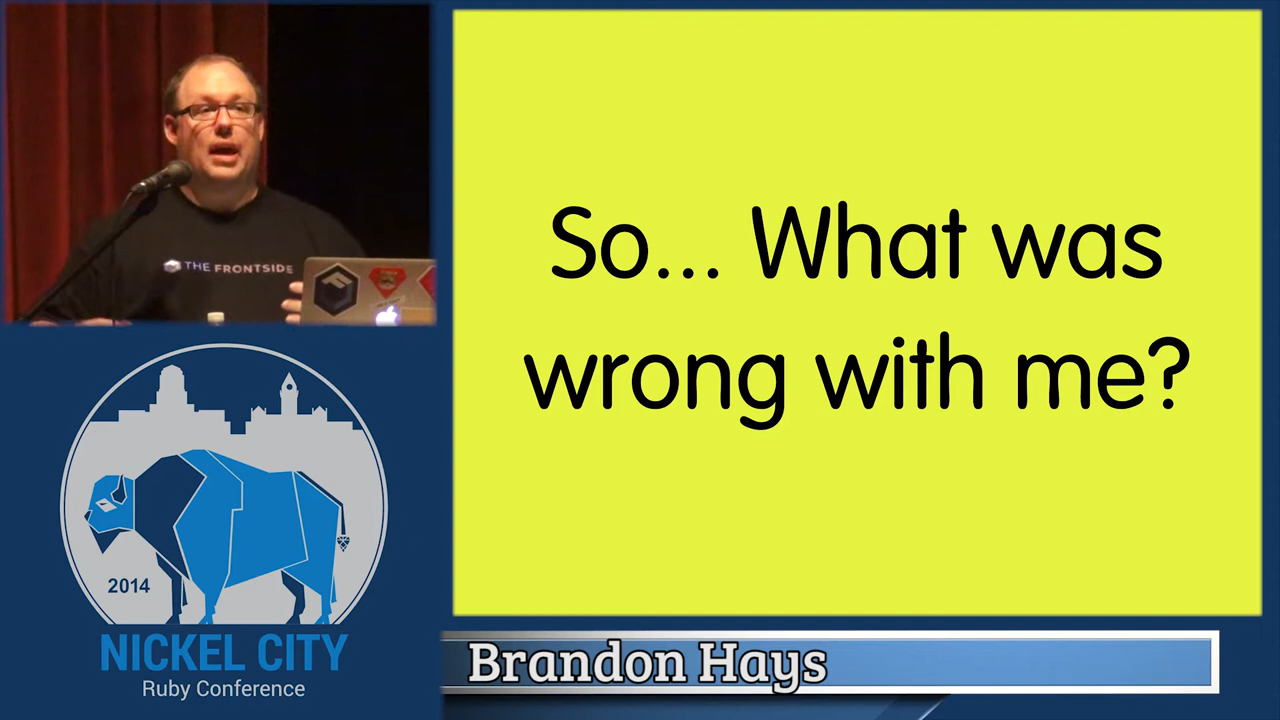 THE FRONTSIDE
So... What was
wrong with me?
2014
NICKEL CITY
Ruby Conference
Brandon Hays